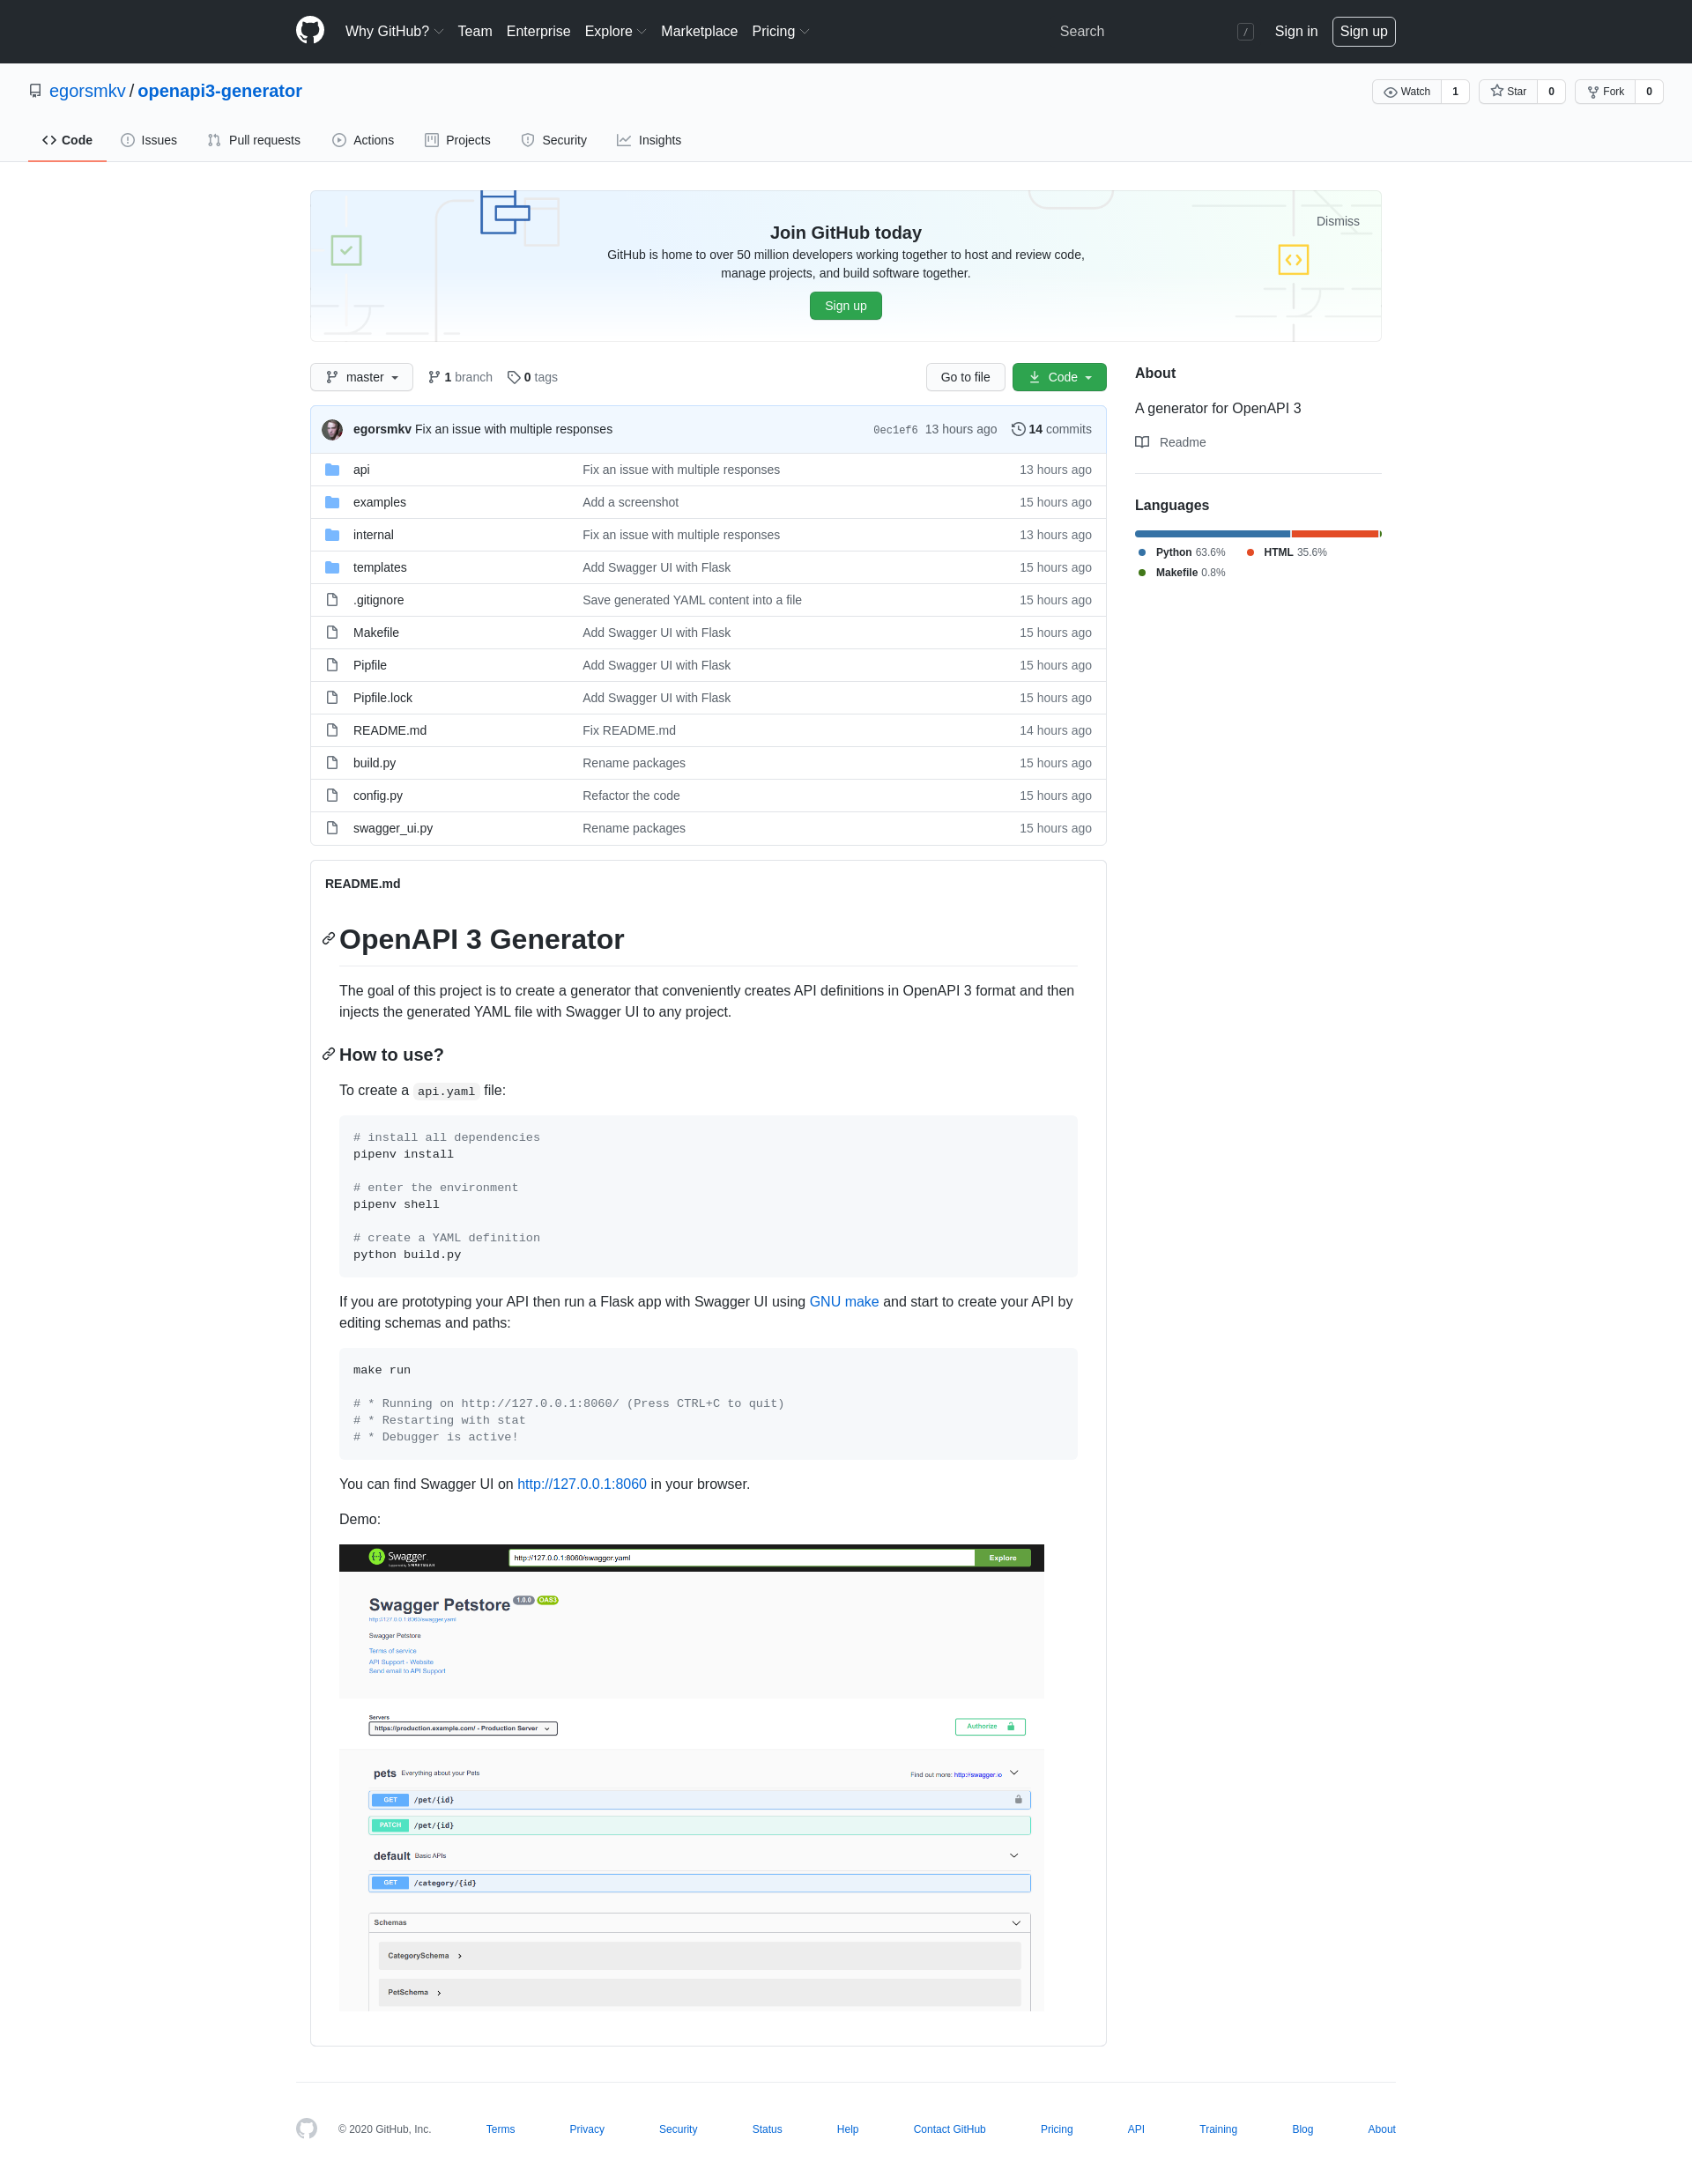 Why GitHub? Team Enterprise Explore Marketplace Pricing Search / Sign in Sign up
egorsmkv / openapi3-generator Watch 1 Star 0 Fork 0
Code Issues Pull requests Actions Projects Security Insights
Dismiss
Join GitHub today
GitHub is home to over 50 million developers working together to host and review code,
manage projects, and build software together.
Sign up
master 1 branch 0 tags Go to file Code
egorsmkv Fix an issue with multiple responses 0ec1ef6 13 hours ago 14 commits
api Fix an issue with multiple responses 13 hours ago
examples Add a screenshot 15 hours ago
internal Fix an issue with multiple responses 13 hours ago
templates Add Swagger UI with Flask 15 hours ago
.gitignore Save generated YAML content into a file 15 hours ago
Makefile Add Swagger UI with Flask 15 hours ago
Pipfile Add Swagger UI with Flask 15 hours ago
Pipfile.lock Add Swagger UI with Flask 15 hours ago
README.md Fix README.md 14 hours ago
build.py Rename packages 15 hours ago
config.py Refactor the code 15 hours ago
swagger_ui.py Rename packages 15 hours ago
About
A generator for OpenAPI 3
Readme
Languages
Python 63.6% HTML 35.6%
Makefile 0.8%
README.md
OpenAPI 3 Generator
The goal of this project is to create a generator that conveniently creates API definitions in OpenAPI 3 format and then
injects the generated YAML file with Swagger UI to any project.
How to use?
To create a api.yaml file:
# install all dependencies
pipenv install
# enter the environment
pipenv shell
# create a YAML definition
python build.py
If you are prototyping your API then run a Flask app with Swagger UI using GNU make and start to create your API by
editing schemas and paths:
make run
# * Running on http://127.0.0.1:8060/ (Press CTRL+C to quit)
# * Restarting with stat
# * Debugger is active!
You can find Swagger UI on http://127.0.0.1:8060 in your browser.
Demo:
Swagger http://127.0.0.1:8060/swagger.yaml Explore
Swagger Petstore 1.0.0 OAS3
http://127.0.0.1:8060/swagger.yaml
Swagger Petstore
Terms of service
API Support - Website
Send email to API Support
Servers
https://production.example.com/ - Production Server Authorize
pets Everything about your Pets Find out more: http://swagger.io
GET /pet/{id}
PATCH /pet/{id}
default Basic APIs
GET /category/{id}
Schemas
CategorySchema
PetSchema
© 2020 GitHub, Inc. Terms Privacy Security Status Help Contact GitHub Pricing API Training Blog About